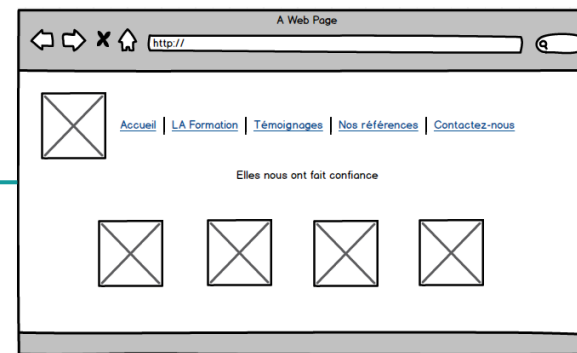 A Web Page
http://
Accueil | LA Formation | Témoignages | Nos références | Contactez-nous
Elles nous ont fait confiance